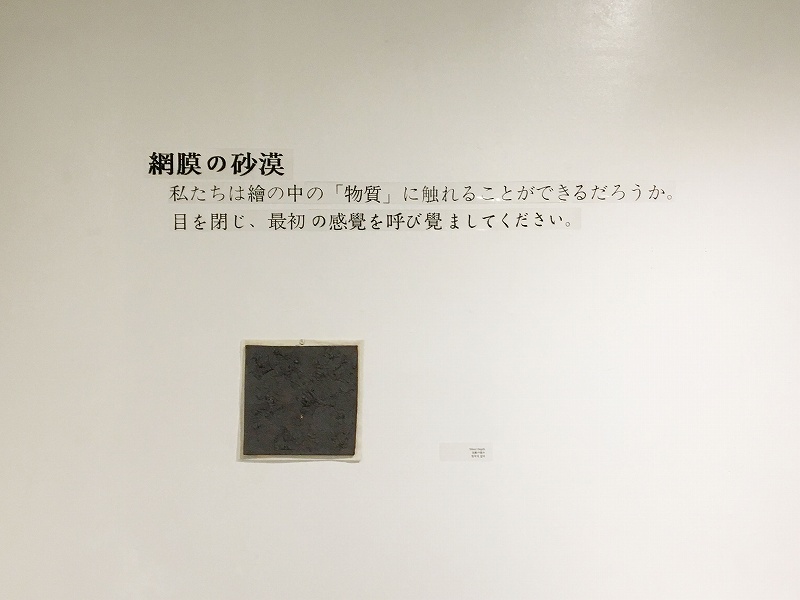 網膜の砂漠
私たちは繪の中の「物質」に触れることができるだろうか。
目を閉じ、最初の感覺を呼び覺ましてください。